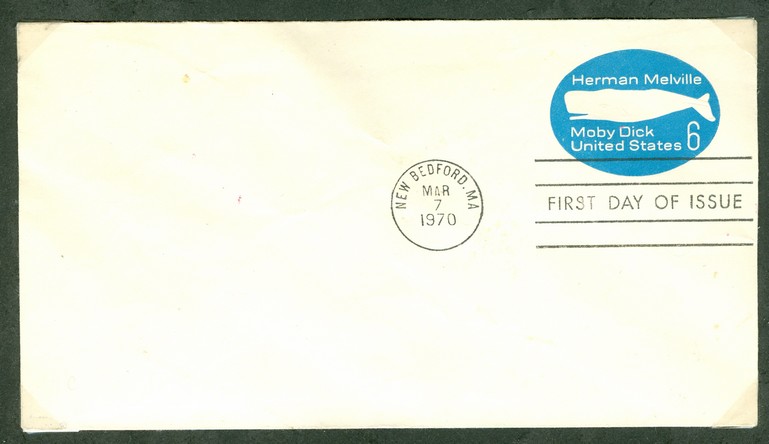 Herman Melville
Moby Dick
United States 6
NEW BEDFORD. MA
MAR
7
1970
FIRST DAY OF ISSUE